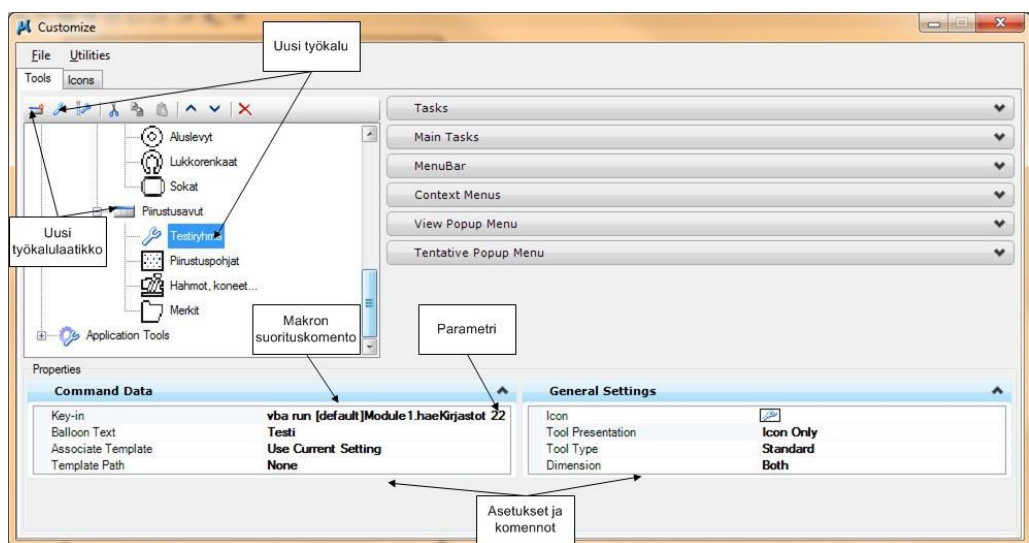 Customize
Uusi työkalu
File Utilities
Tools Icons
Aluslevyt
Lukkorenkaat
Sokat
Piirustusavut
Uusi
työkalulaatikko
Testiryhmä
Piirustuspohjat
Hahmot, koneet...
Merkit
Application Tools
Tasks
Main Tasks
MenuBar
Context Menus
View Popup Menu
Tentative Popup Menu
Makron
suorituskomento
Parametri
Properties
Command Data
Key-in vba run [default]Module1.haeKirjastot 22
Balloon Text Testi
Associate Template Use Current Setting
Template Path None
General Settings
Icon
Tool Presentation Icon Only
Tool Type Standard
Dimension Both
Asetukset ja
komennot